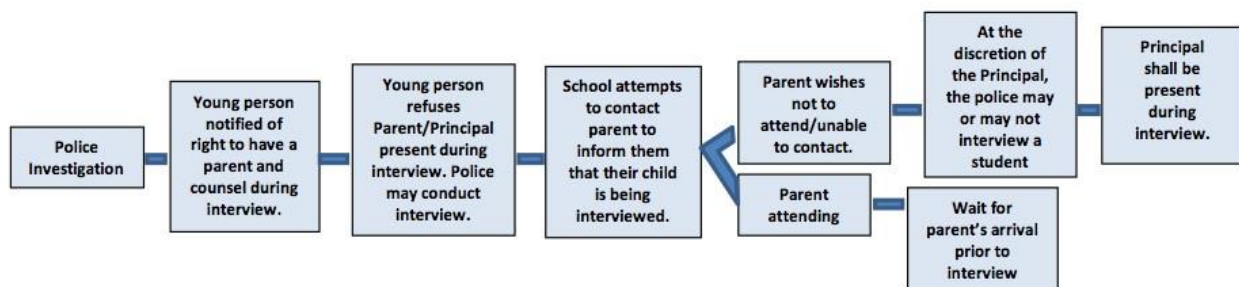 Police
Investigation
Young person
notified of
right to have a
parent and
counsel during
interview.
Young person
refuses
Parent/Principal
present during
interview. Police
may conduct
interview.
School attempts
to contact
parent to
inform them
that their child
is being
interviewed.
Parent wishes
not to
attend/unable
to contact.
At the
discretion of
the Principal,
the police may
or may not
interview a
student
Principal
shall be
present
during
interview.
Parent
attending
Wait for
parent’s arrival
prior to
interview